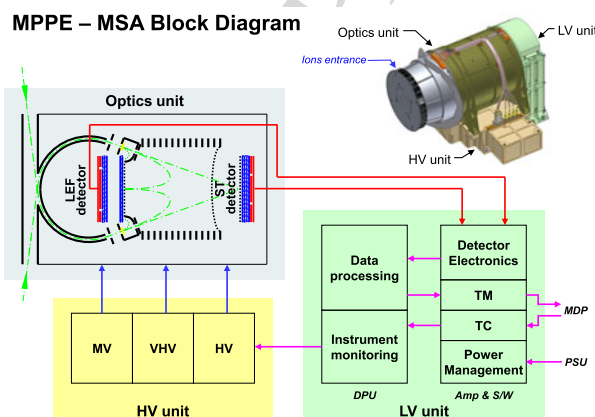 MPPE – MSA Block Diagram
Optics unit
LV unit
Ions entrance
HV unit
Optics unit
LEF
detector
ST
detector
Data
processing
Detector
Electronics
TM
MDP
TC
Instrument
monitoring
Power
Management
PSU
MV
VHV
HV
DPU
Amp & S/W
HV unit
LV unit